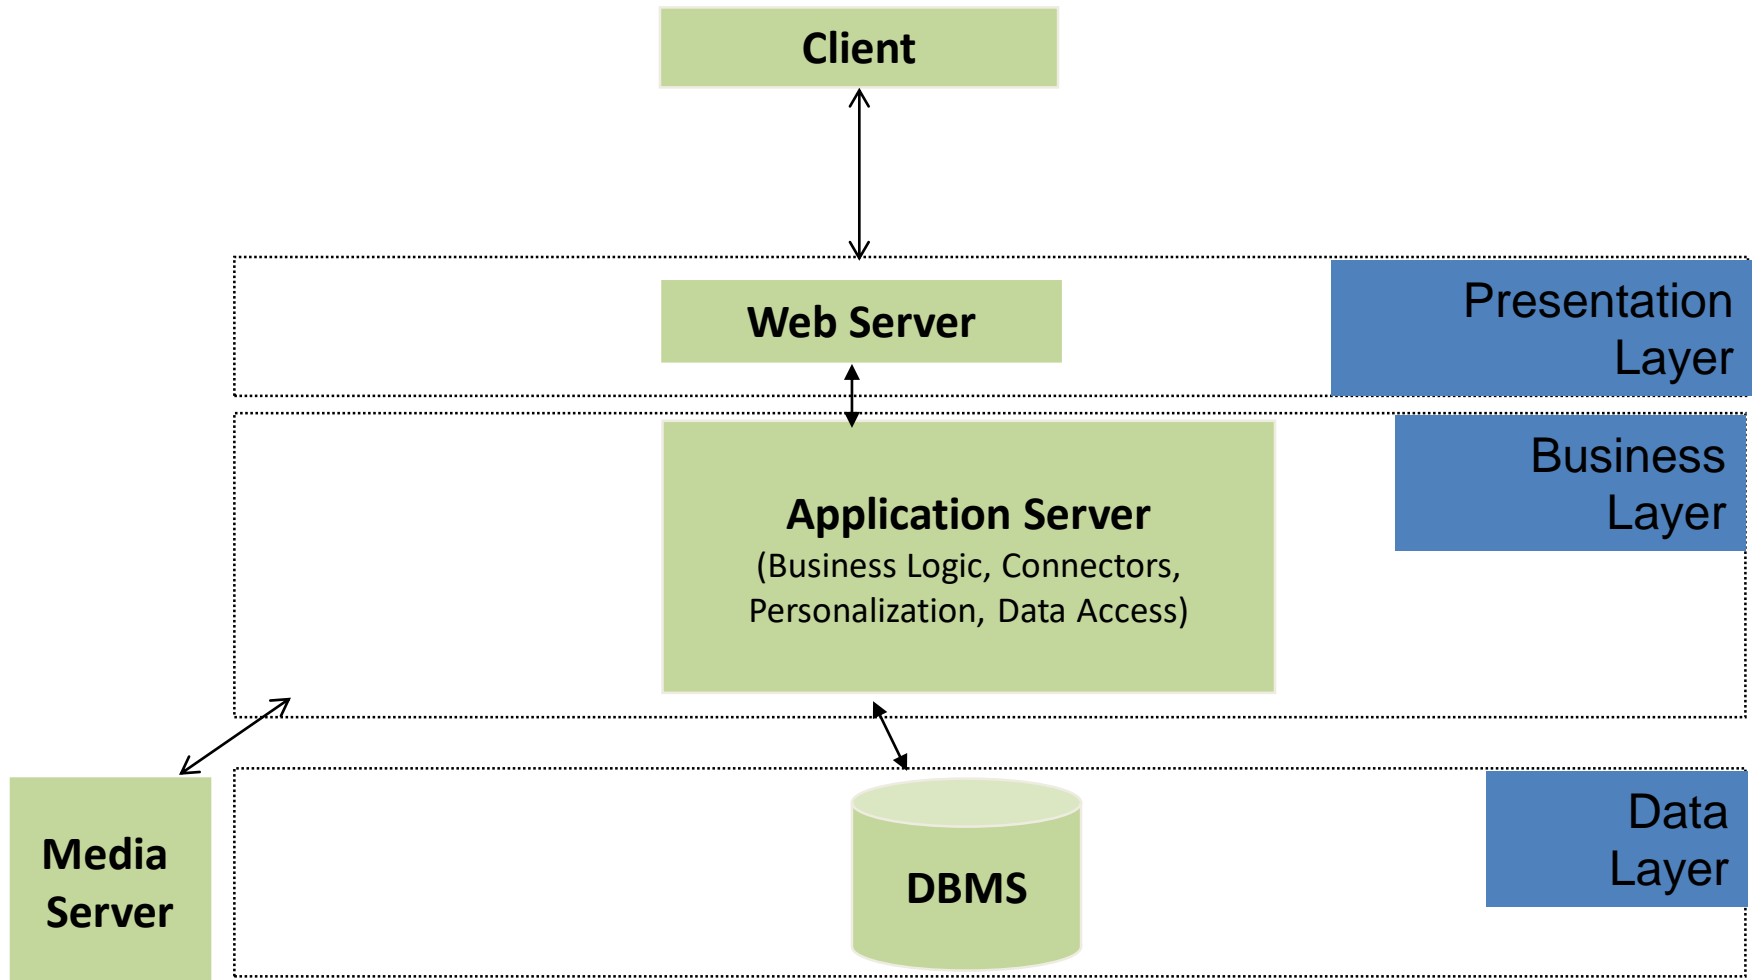 Client
Web Server
Presentation
Layer
Business
Layer
Application Server
(Business Logic, Connectors,
Personalization, Data Access)
Media
Server
DBMS
Data
Layer